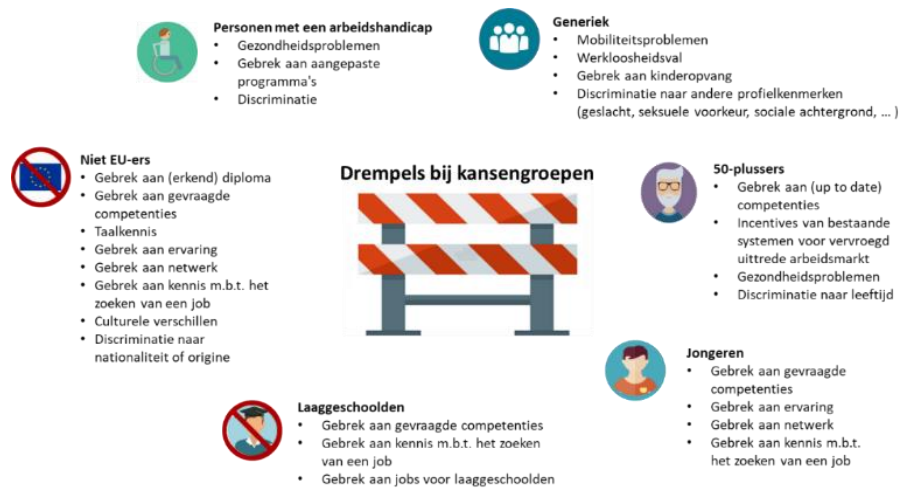 Personen met een arbeidshandicap
• Gezondheidsproblemen
• Gebrek aan aangepaste
programma's
• Discriminatie
Generiek
• Mobiliteitsproblemen
• Werkloosheidsval
• Gebrek aan kinderopvang
• Discriminatie naar andere profielkenmerken
(geslacht, seksuele voorkeur, sociale achtergrond, ... )
Niet EU-ers
• Gebrek aan (erkend) diploma
• Gebrek aan gevraagde
competenties
• Taalkennis
• Gebrek aan ervaring
• Gebrek aan netwerk
• Gebrek aan kennis m.b.t. het
zoeken van een job
• Culturele verschillen
• Discriminatie naar
nationaliteit of origine
Drempels bij kansengroepen
50-plussers
• Gebrek aan (up to date)
competenties
• Incentives van bestaande
systemen voor vervroegd
uittrede arbeidsmarkt
• Gezondheidsproblemen
• Discriminatie naar leeftijd
Jongeren
• Gebrek aan gevraagde
competenties
• Gebrek aan ervaring
• Gebrek aan netwerk
• Gebrek aan kennis m.b.t.
het zoeken van een job
Laaggeschoolden
• Gebrek aan gevraagde competenties
• Gebrek aan kennis m.b.t. het zoeken
van een job
• Gebrek aan jobs voor laaggeschoolden